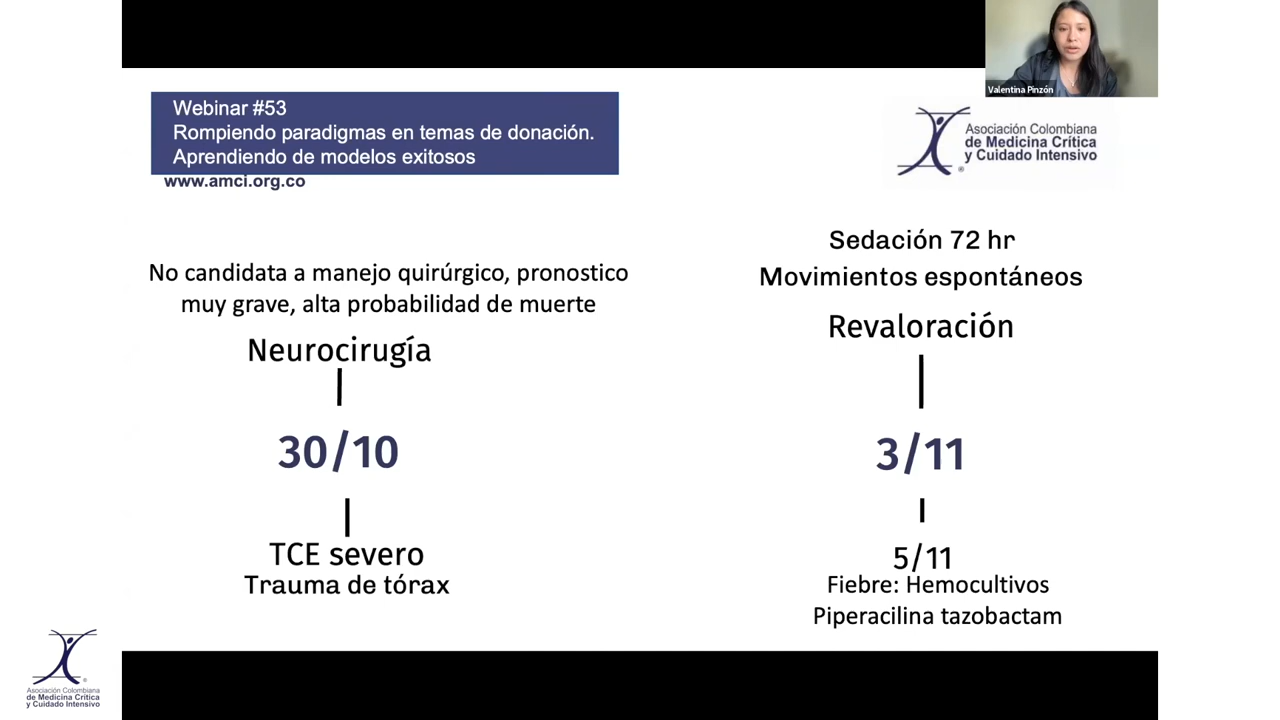 Valentina Pinzón
Webinar #53
Rompiendo paradigmas en temas de donación.
Aprendiendo de modelos exitosos
www.amci.org.co
Asociación Colombiana
de Medicina Crítica
y Cuidado Intensivo
®
No candidata a manejo quirúrgico, pronostico
muy grave, alta probabilidad de muerte
Neurocirugía
30/10
TCE severo
Trauma de tórax
Sedación 72 hr
Movimientos espontáneos
Revaloración
3/11
5/11
Fiebre: Hemocultivos
Piperacilina tazobactam
®
Asociación Colombiana
de Medicina Crítica
y Cuidado Intensivo